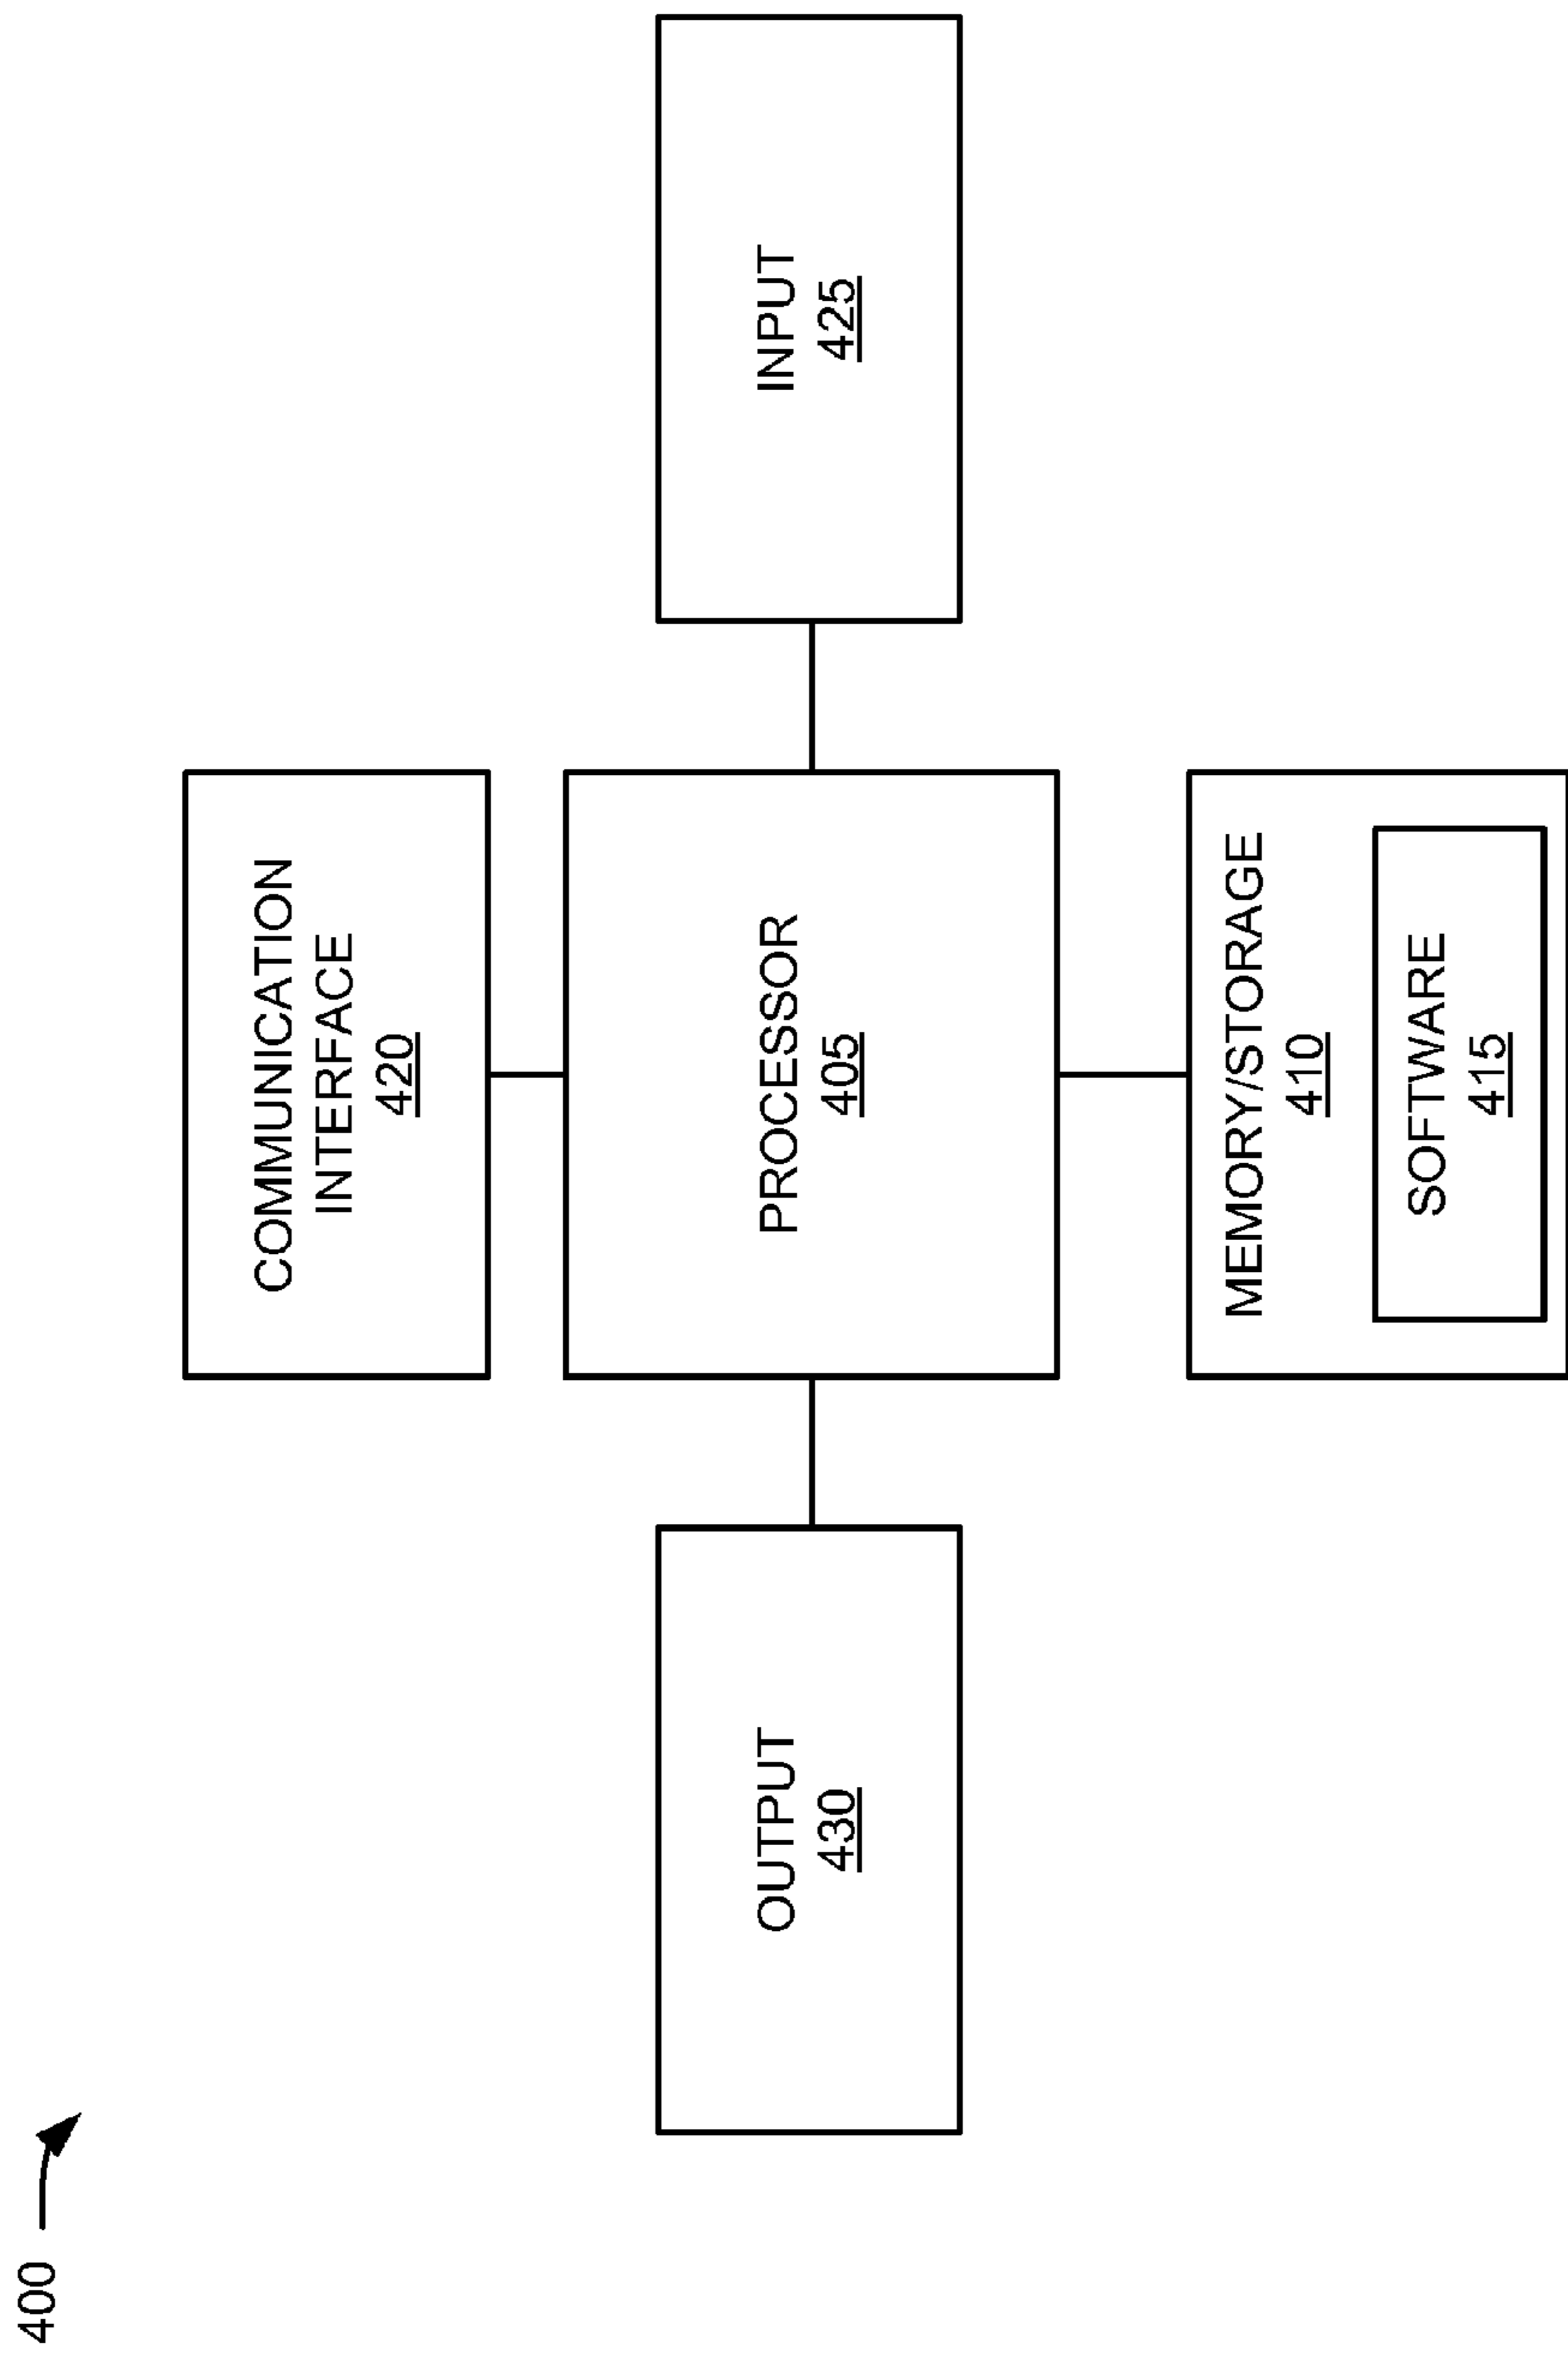 400
COMMUNICATION
INTERFACE
420
OUTPUT
430
PROCESSOR
405
INPUT
425
MEMORY/STORAGE
410
SOFTWARE
415